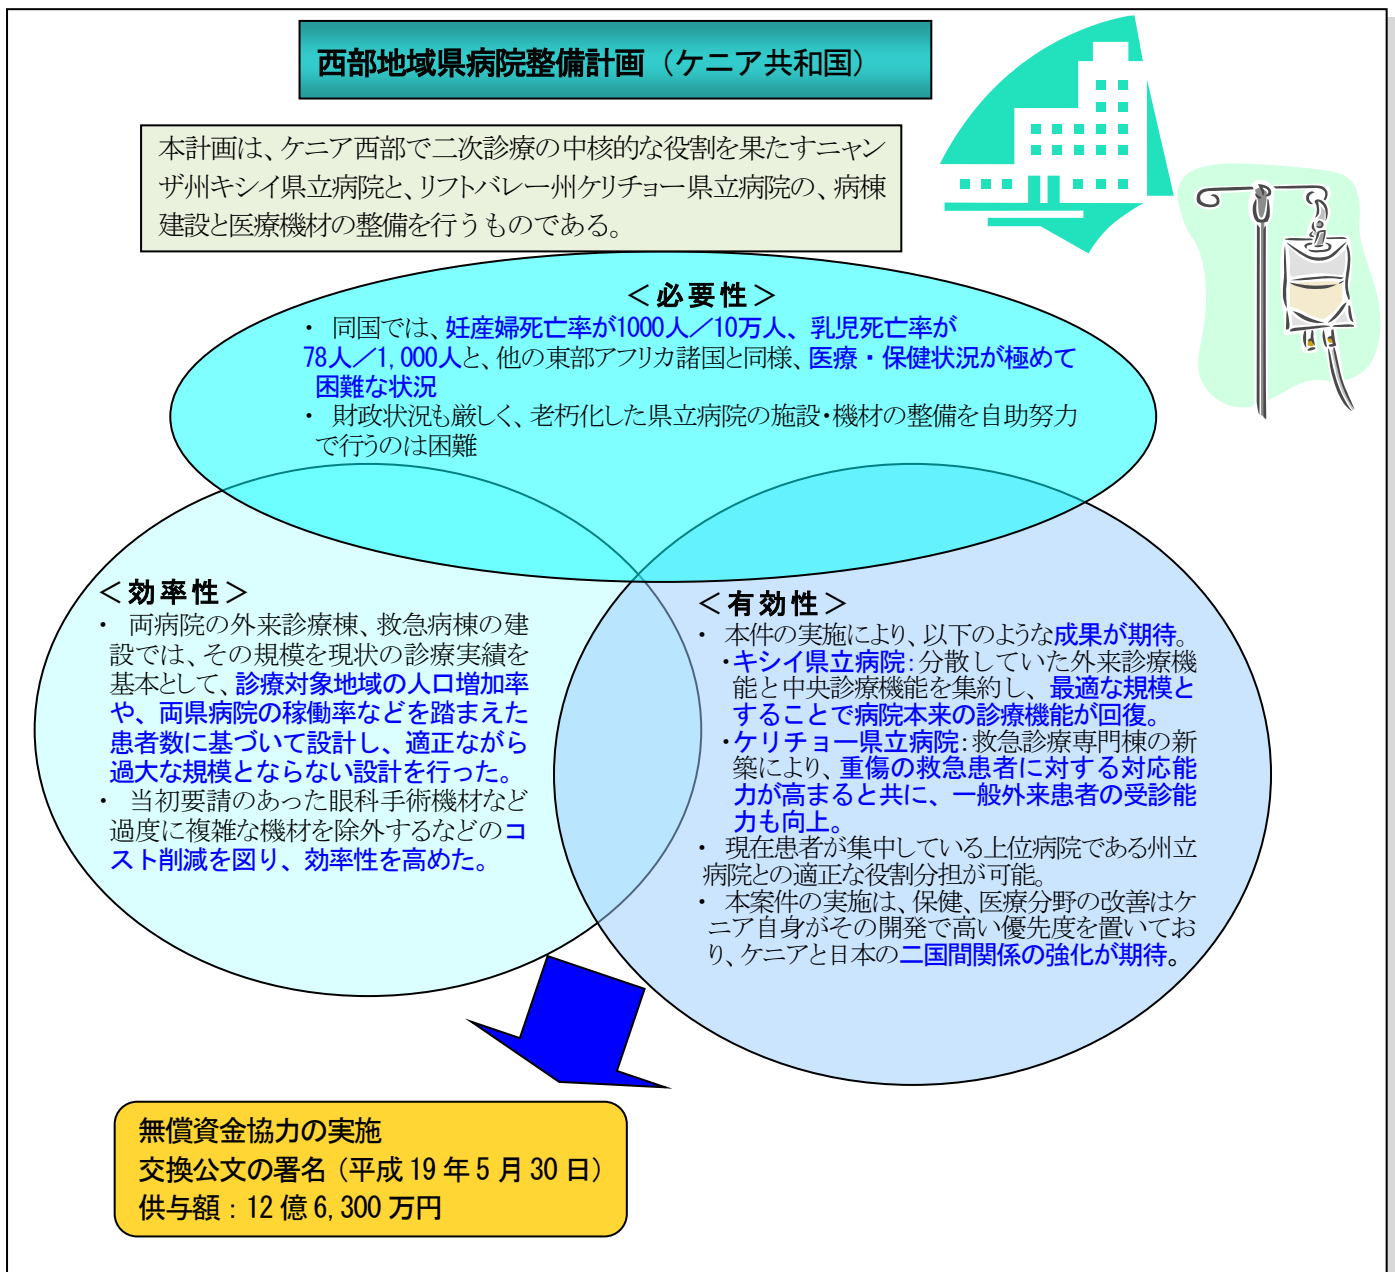 西部地域県病院整備計画（ケニア共和国）
本計画は、ケニア西部で二次診療の中核的な役割を果たすニャン
ザ州キシイ県立病院と、リフトバレー州ケリチョー県立病院の、病棟
建設と医療機材の整備を行うものである。
＜必要性＞
・ 同国では、妊産婦死亡率が1000人／10万人、乳児死亡率が
78人／1,000人と、他の東部アフリカ諸国と同様、医療・保健状況が極めて
困難な状況
・ 財政状況も厳しく、老朽化した県立病院の施設・機材の整備を自助努力
で行うのは困難
＜効率性＞
・ 両病院の外来診療棟、救急病棟の建
設では、その規模を現状の診療実績を
基本として、診療対象地域の人口増加率
や、両県病院の稼働率などを踏まえた
患者数に基づいて設計し、適正ながら
過大な規模とならない設計を行った。
・ 当初要請のあった眼科手術機材など
過度に複雑な機材を除外するなどのコ
スト削減を図り、効率性を高めた。
＜有効性＞
・ 本件の実施により、以下のような成果が期待。
・キシイ県立病院：分散していた外来診療機
能と中央診療機能を集約し、最適な規模と
することで病院本来の診療機能が回復。
・ケリチョー県立病院：救急診療専門棟の新
築により、重傷の救急患者に対する対応能
力が高まると共に、一般外来患者の受診能
力も向上。
・ 現在患者が集中している上位病院である州立
病院との適正な役割分担が可能。
・ 本案件の実施は、保健、医療分野の改善はケ
ニア自身がその開発で高い優先度を置いてお
り、ケニアと日本の二国間関係の強化が期待。
無償資金協力の実施
交換公文の署名（平成 19 年 5 月 30 日）
供与額：12 億 6,300 万円